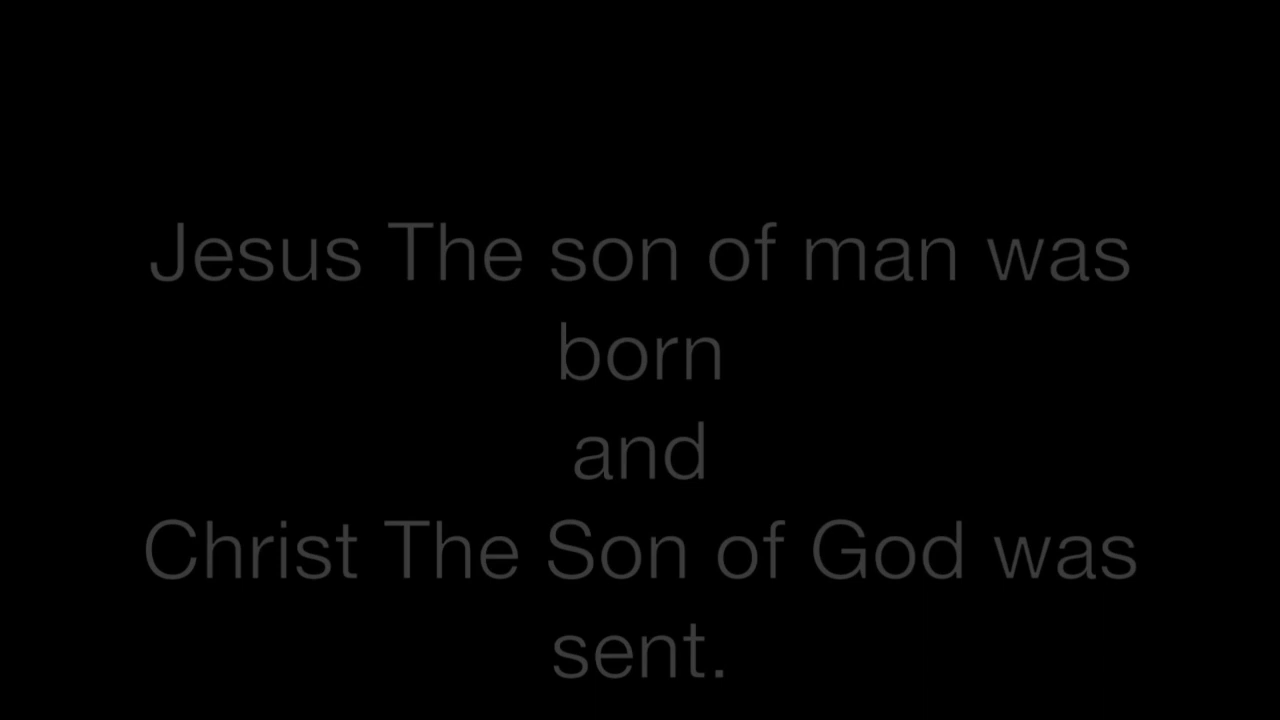 Jesus The son of man was
born
and
Christ The Son of God was
sent.